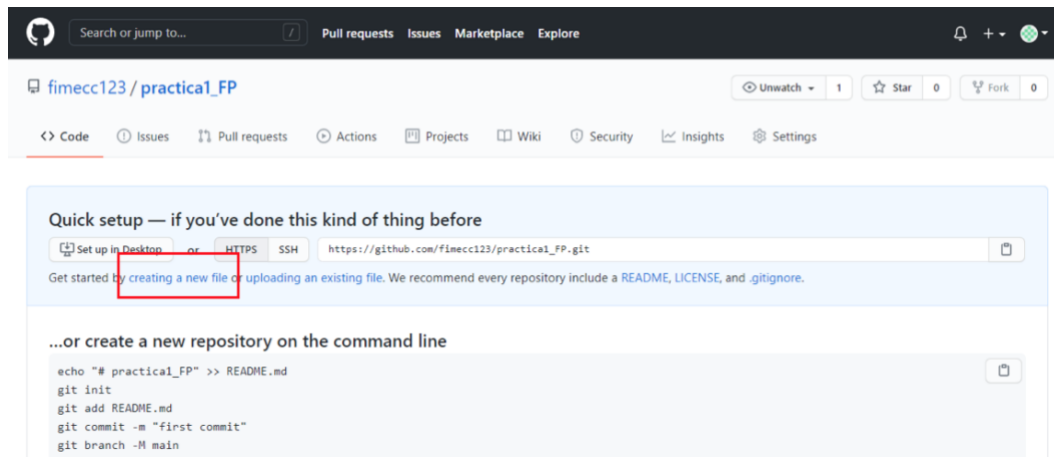 Search or jump to... / Pull requests Issues Marketplace Explore
fimecc123 / practica1_FP Unwatch 1 Star 0 Fork 0
<> Code Issues Pull requests Actions Projects Wiki Security Insights Settings
Quick setup — if you've done this kind of thing before
Set up in Desktop or HTTPS SSH https://github.com/fimecc123/practica1_FP.git
Get started by creating a new file or uploading an existing file. We recommend every repository include a README, LICENSE, and .gitignore.
...or create a new repository on the command line
echo "# practica1_FP" >> README.md
git init
git add README.md
git commit -m "first commit"
git branch -M main